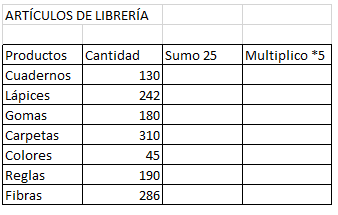 ARTÍCULOS DE LIBRERÍA
Productos Cantidad Sumo 25 Multiplico *5
Cuadernos 130
Lápices 242
Gomas 180
Carpetas 310
Colores 45
Reglas 190
Fibras 286